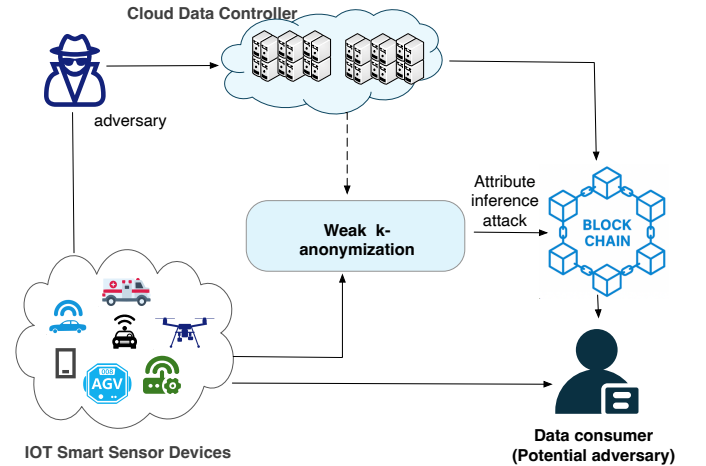 Cloud Data Controller
adversary
Weak k-
anonymization
Attribute
inference
attack
BLOCK
CHAIN
AGV
IOT Smart Sensor Devices
Data consumer
(Potential adversary)